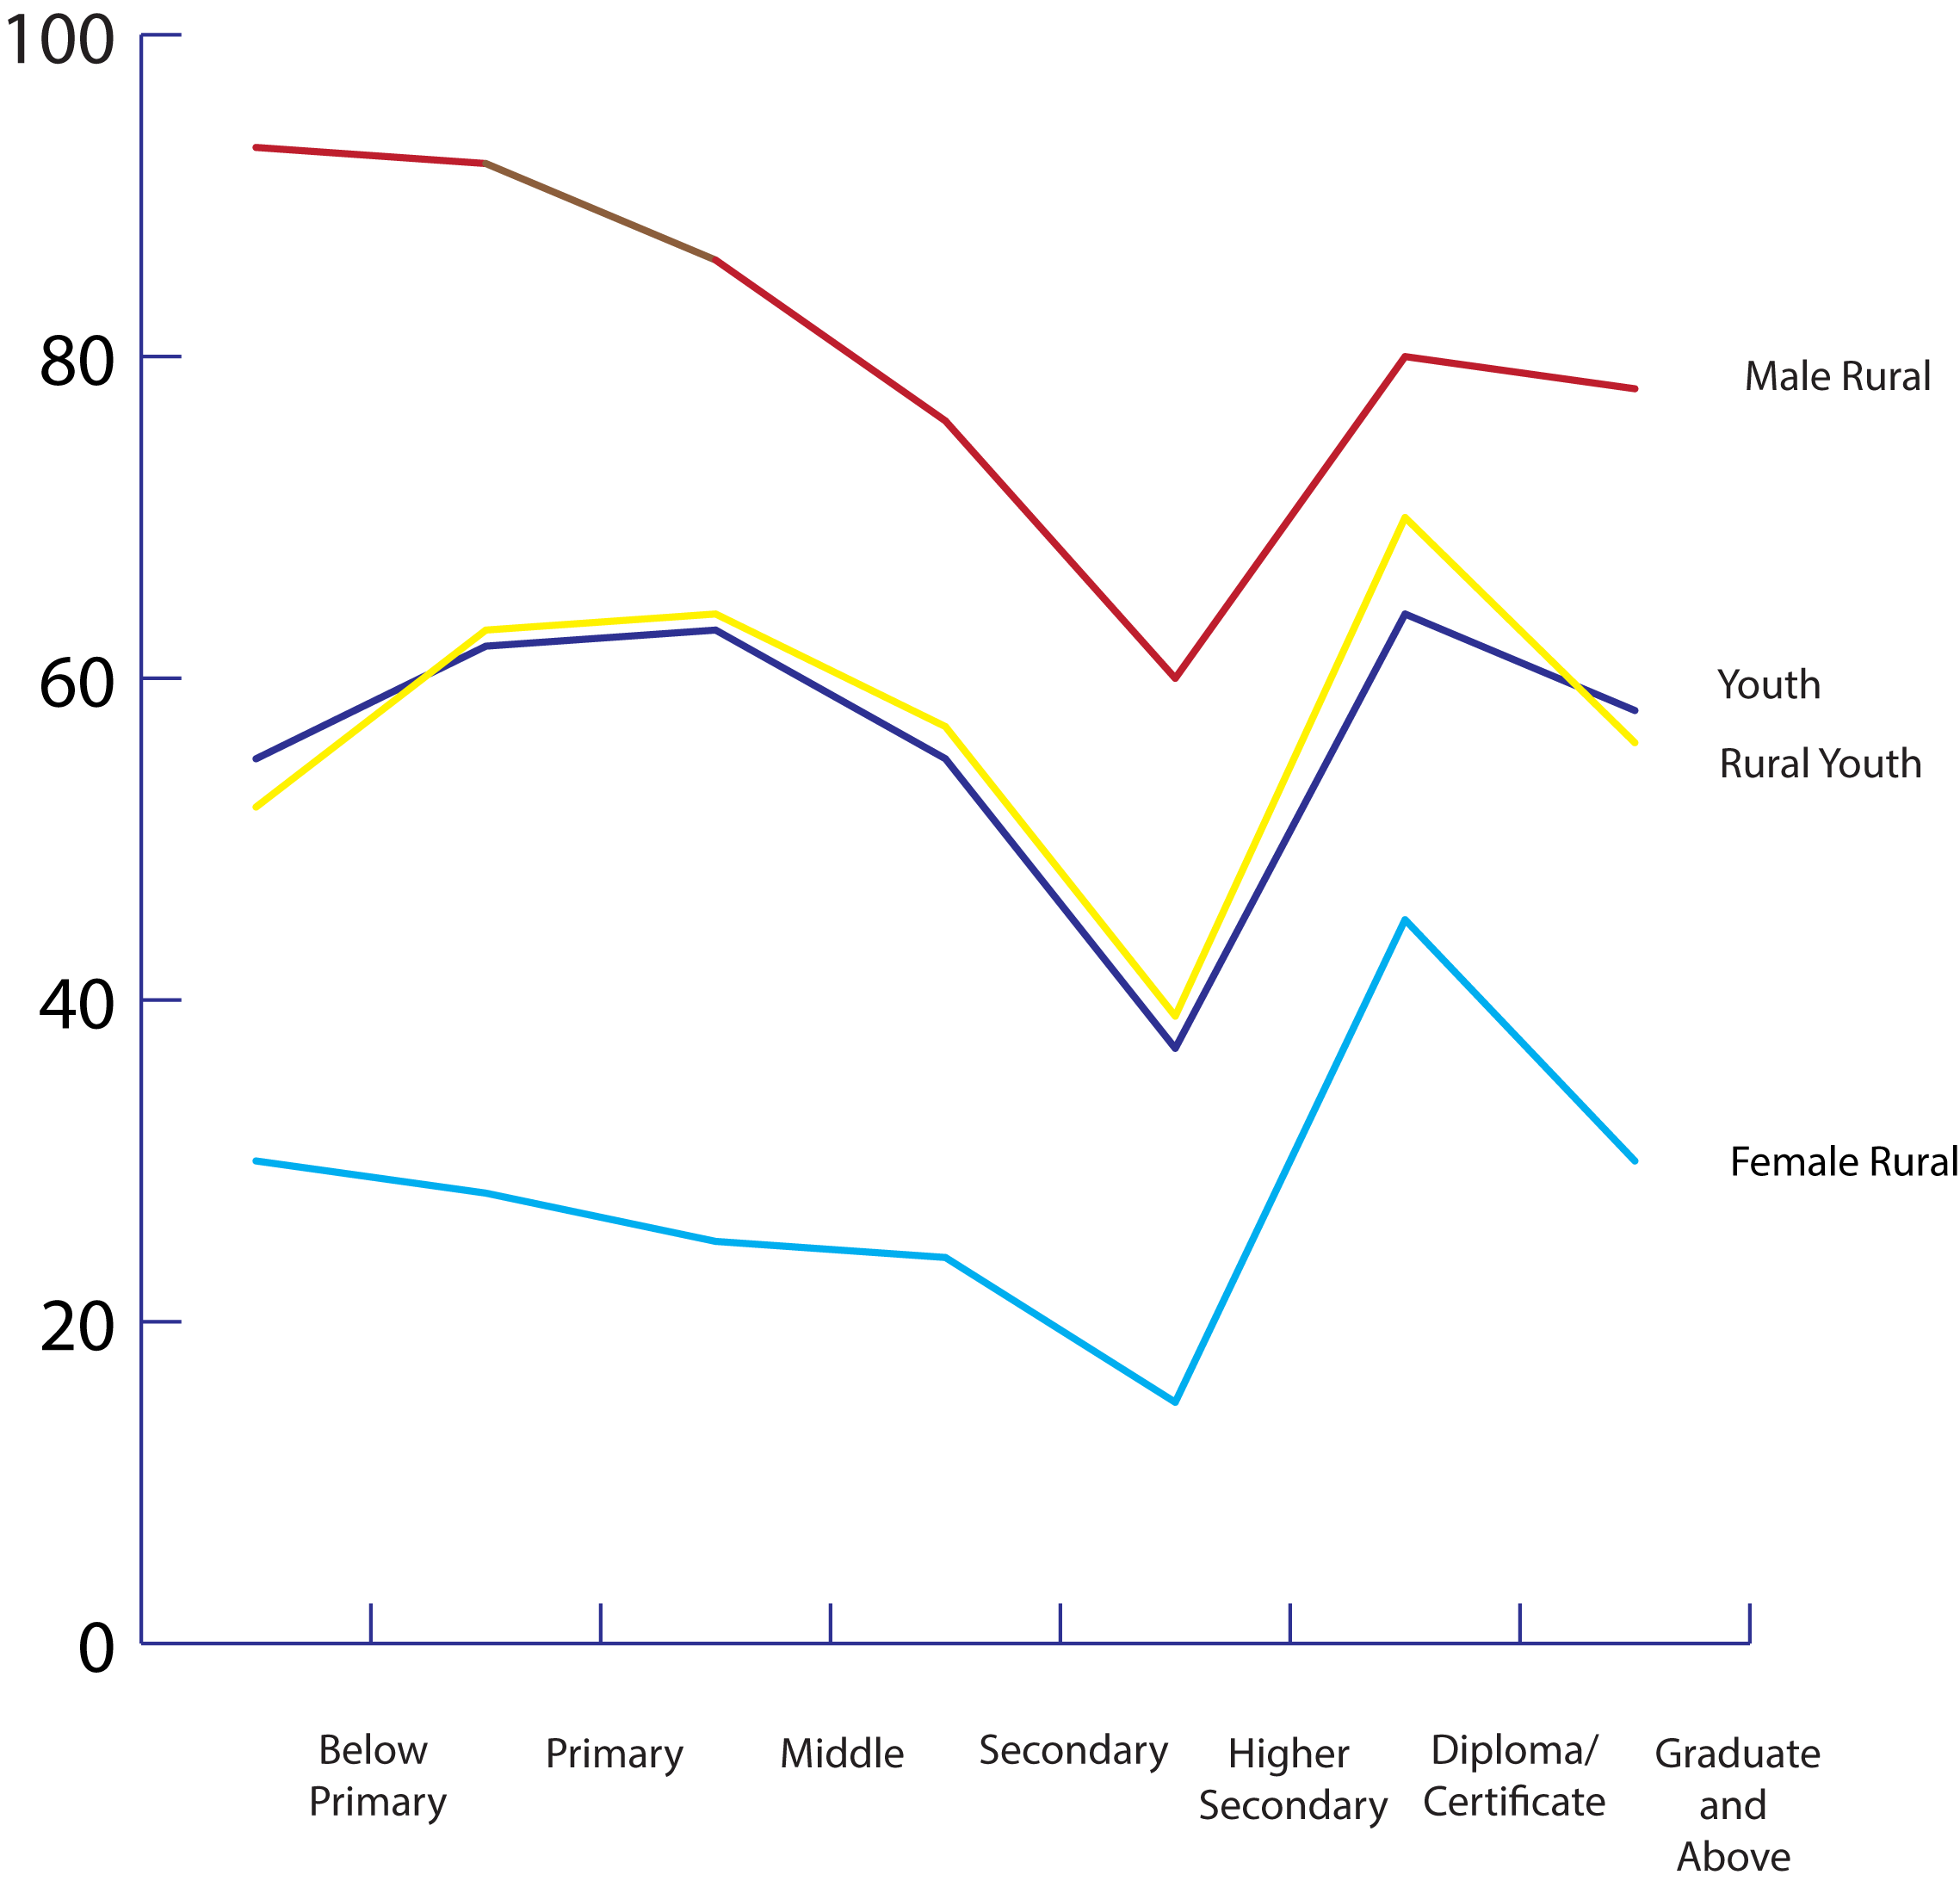 100
80
60
40
20
0
Male Rural
Youth
Rural Youth
Female Rural
Below
Primary
Primary
Middle
Secondary
Higher
Secondary
Diploma/
Certificate
Graduate
and
Above